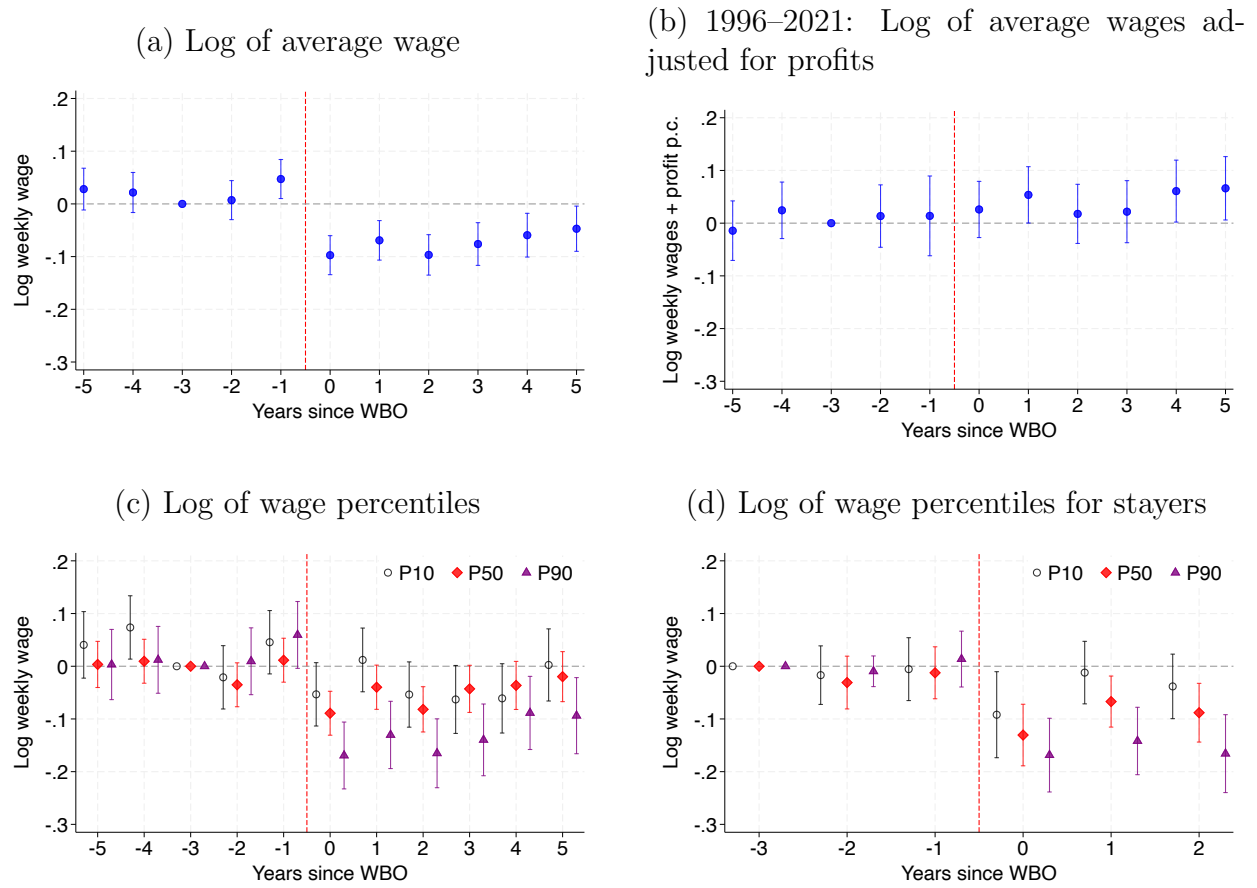 (a) Log of average wage
Log weekly wage
.2
.1
0
-.1
-.2
-.3
-5 -4 -3 -2 -1 0 1 2 3 4 5
Years since WBO
(b) 1996–2021: Log of average wages ad-
justed for profits
Log weekly wages + profit p.c.
.2
.1
0
-.1
-.2
-.3
-5 -4 -3 -2 -1 0 1 2 3 4 5
Years since WBO
(c) Log of wage percentiles
P10 P50 P90
Log weekly wage
.2
.1
0
-.1
-.2
-.3
-5 -4 -3 -2 -1 0 1 2 3 4 5
Years since WBO
(d) Log of wage percentiles for stayers
P10 P50 P90
Log weekly wage
.2
.1
0
-.1
-.2
-.3
-3 -2 -1 0 1 2
Years since WBO